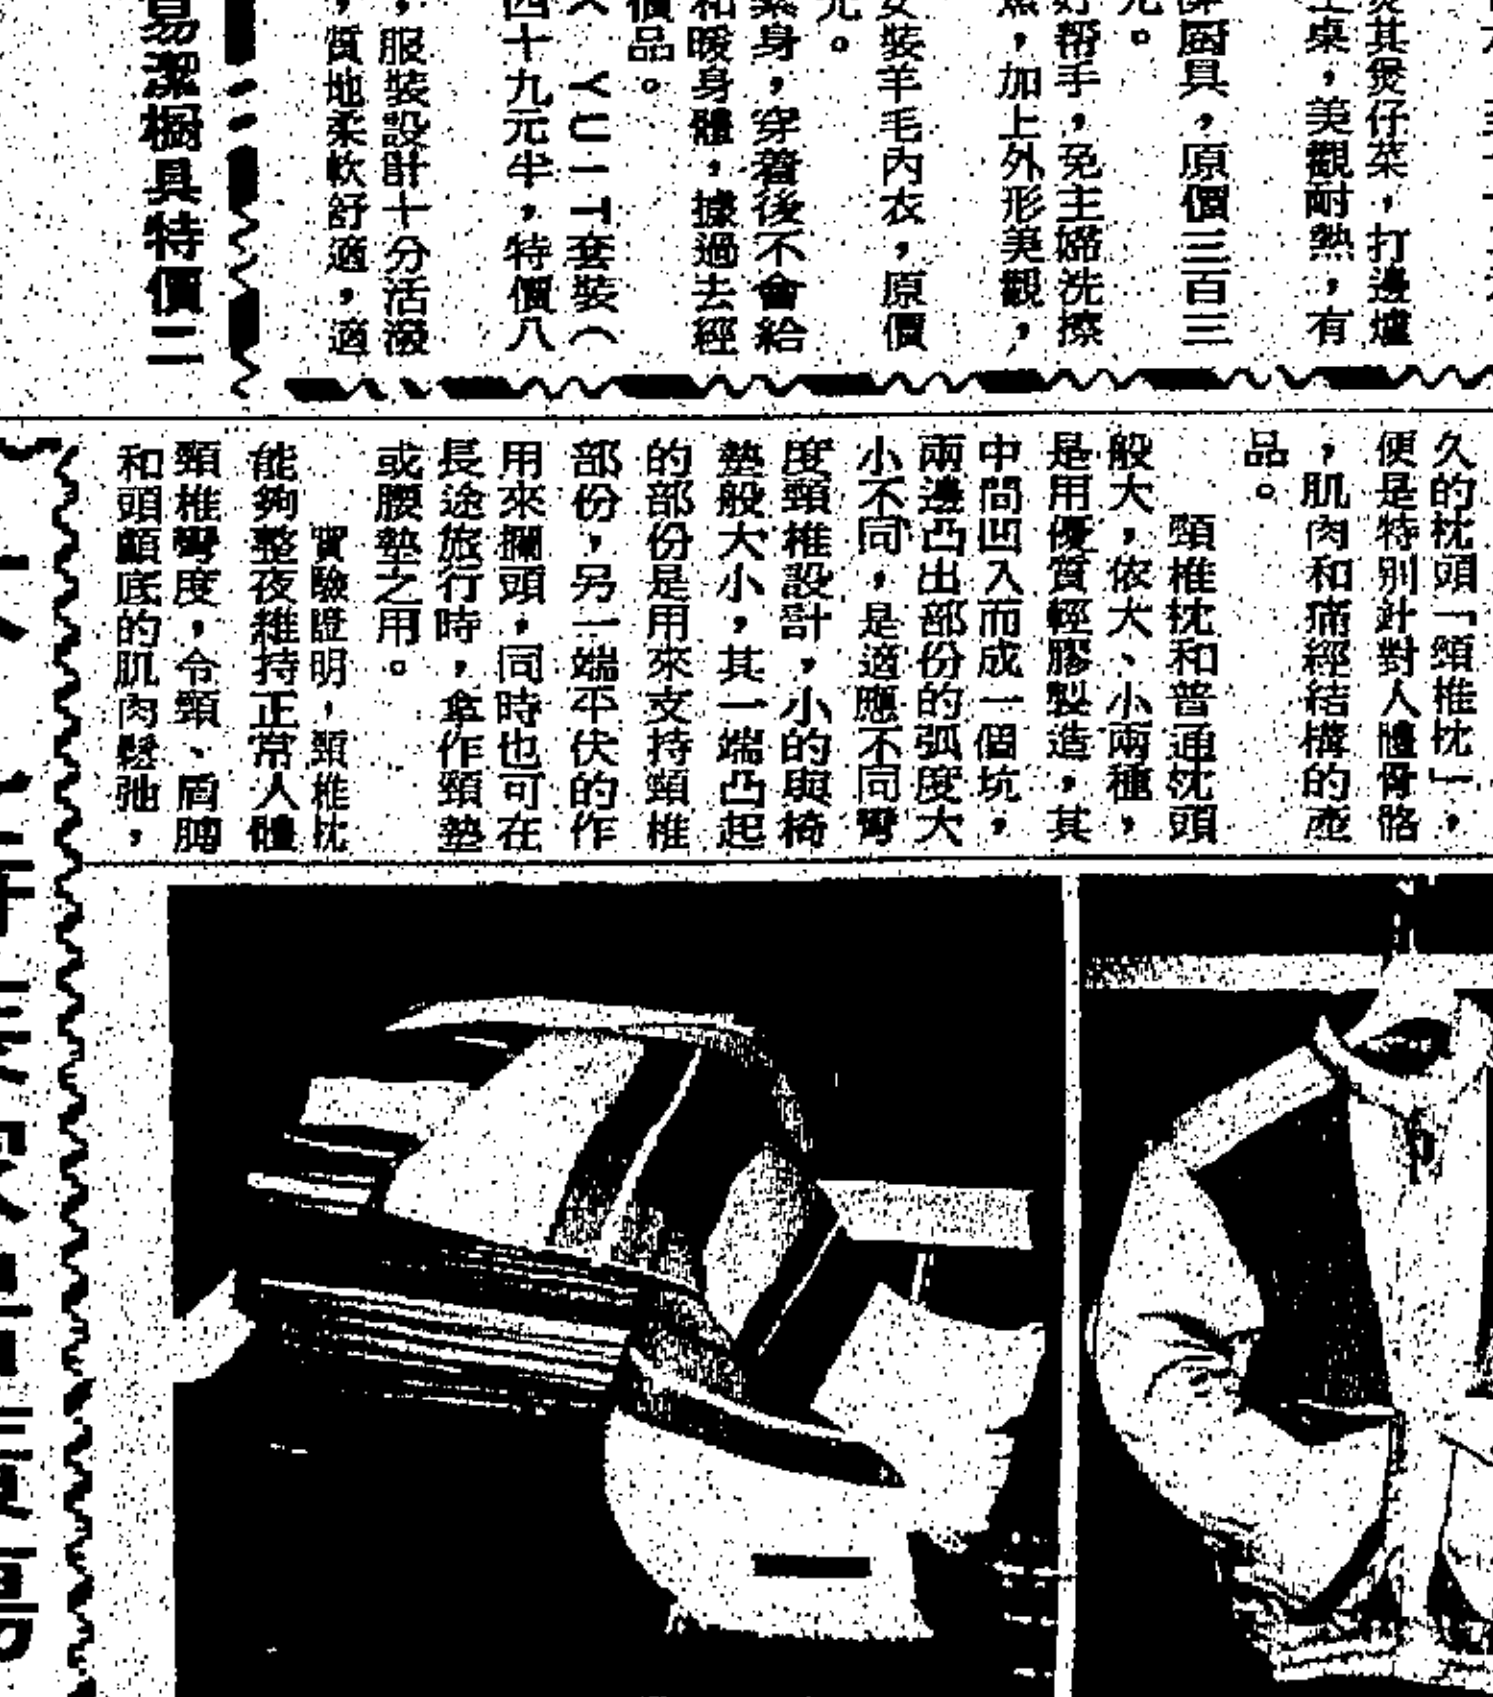 桌，美觀耐熱，有
其煲仔菜，打邊爐
廚具，原價三百三
元。
好帮手，免主婦洗擦
，加上外形美觀，
女裝羊毛內衣，原價
元。
緊身，穿着後不會給
和暖身體，據過去經
價品。
YUIT套裝（
四十九元半，特價八
，服裝設計十分活潑
，質地柔軟舒適，適
易潔橱具特價二
久的枕頭「頸椎枕」，
便是特別針對人體骨骼
，肌肉和痛經結構的產
品。
頸椎枕和普通枕頭
般大，依大、小兩種，
是用優質輕膠製造，其
中間凹入而成一個坑，
兩邊凸出部份的弧度大
小不同，是適應不同彎
度頸椎設計，小的與椅
墊般大小，其一端凸起
的部份是用來支持頸椎
部份，另一端平伏的作
用來擱頭，同時也可在
長途旅行時，拿作頸墊
或腰墊之用。
實驗證明，頸椎枕
能夠整夜維持正常人體
頸椎彎度，令頸、肩膊
和頭顱底的肌肉鬆弛，